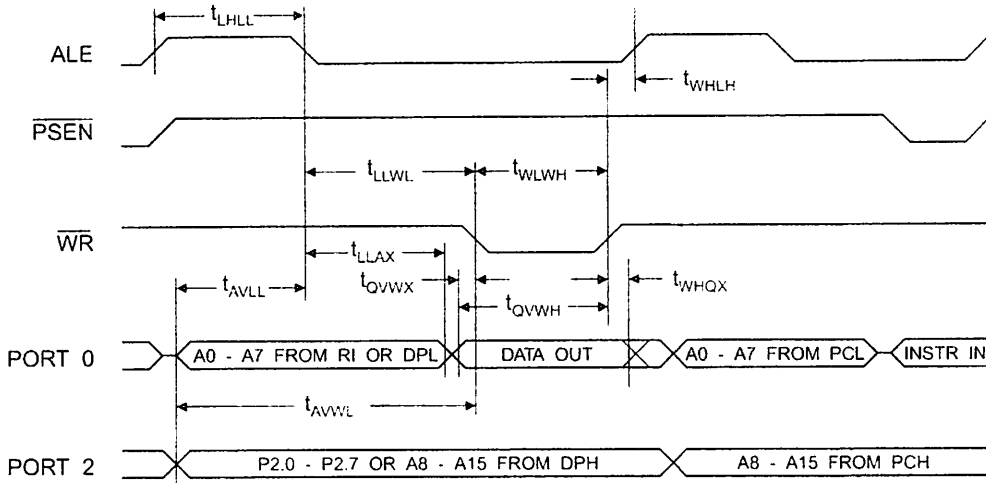 tLHLL
ALE
tWHLH
PSEN
tLLWL
tWLWH
WR
tLLAX
tAVLL
tQVWX
tWHQX
tQVWH
PORT 0
A0 - A7 FROM RI OR DPL
DATA OUT
A0 - A7 FROM PCL
INSTR IN
tAVWL
PORT 2
P2.0 - P2.7 OR A8 - A15 FROM DPH
A8 - A15 FROM PCH